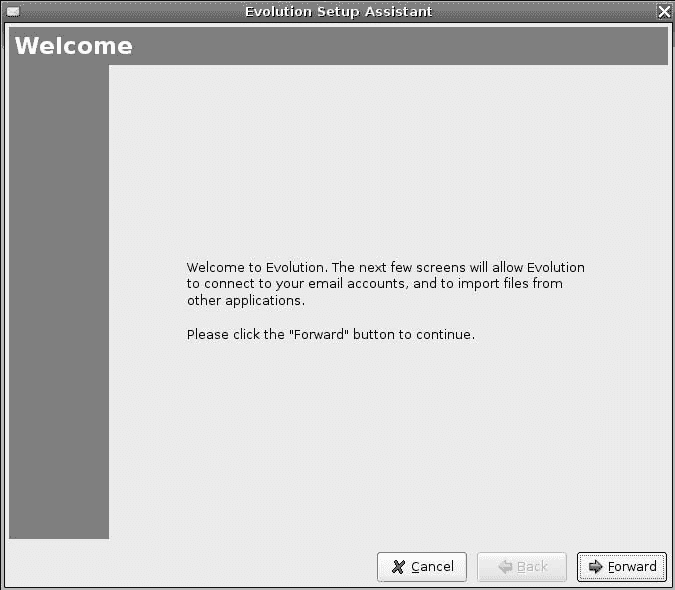 Evolution Setup Assistant
Welcome
Welcome to Evolution. The next few screens will allow Evolution
to connect to your email accounts, and to import files from
other applications.
Please click the "Forward" button to continue.
Cancel
Back
Forward